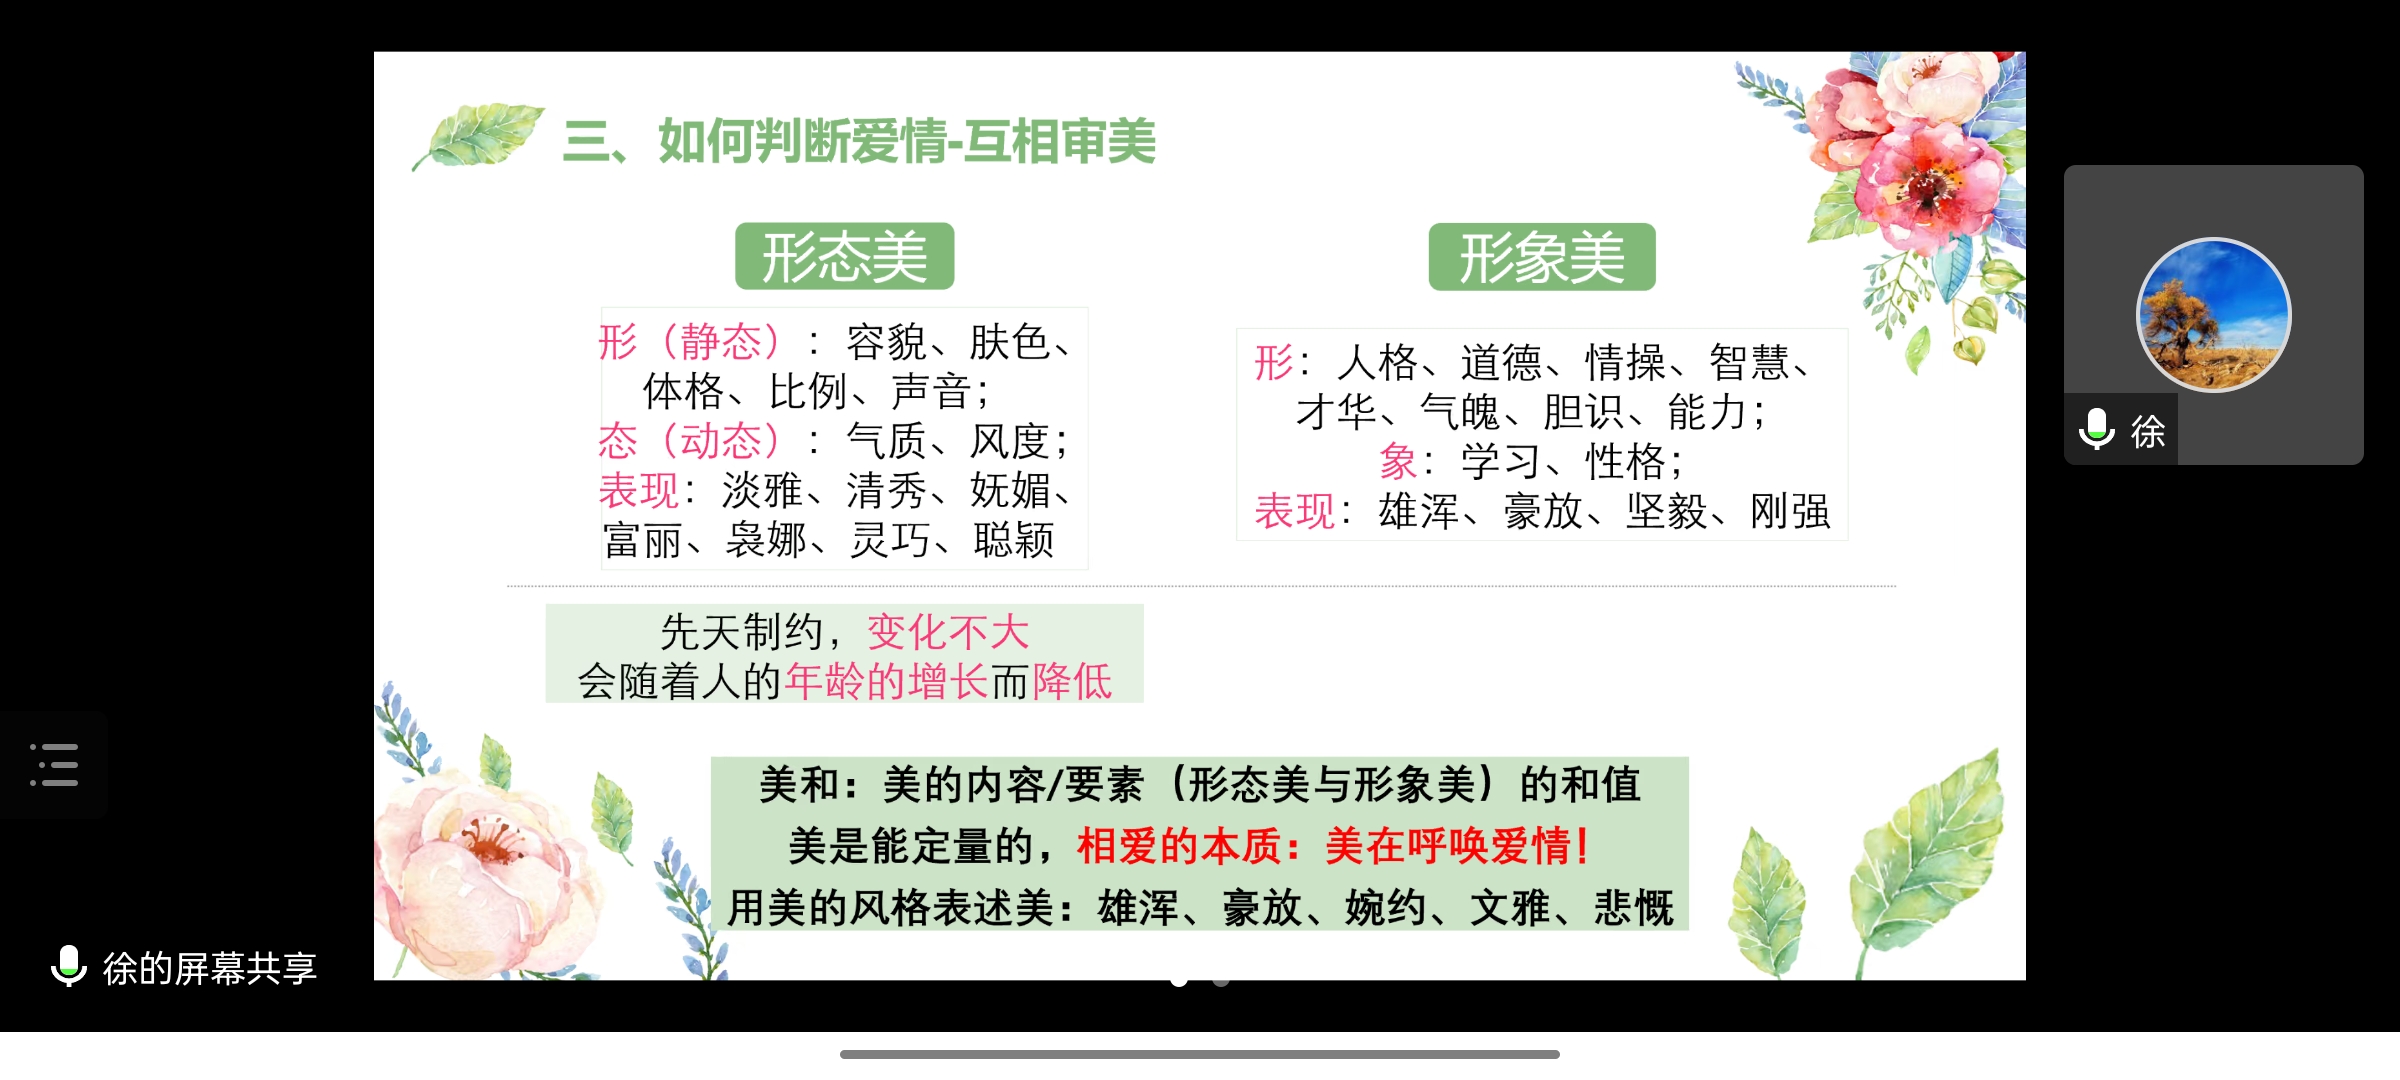 三、如何判断爱情-互相审美
形态美
形（静态）：容貌、肤色、
体格、比例、声音；
态（动态）：气质、风度；
表现：淡雅、清秀、妩媚、
富丽、袅娜、灵巧、聪颖
形象美
形：人格、道德、情操、智慧、
才华、气魄、胆识、能力；
象：学习、性格；
表现：雄浑、豪放、坚毅、刚强
先天制约，变化不大
会随着人的年龄的增长而降低
美和：美的内容/要素（形态美与形象美）的和值
美是能定量的，相爱的本质：美在呼唤爱情！
用美的风格表述美：雄浑、豪放、婉约、文雅、悲慨
徐
徐的屏幕共享